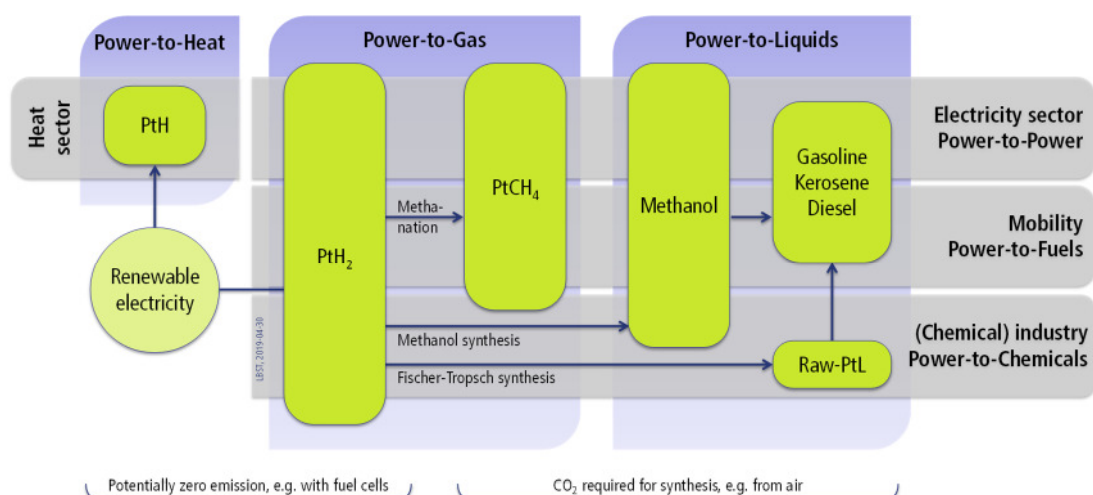 Power-to-Heat
Power-to-Gas
Power-to-Liquids
Heat
sector
PtH
Renewable
electricity
PtH₂
Metha-
nation
PtCH₄
Methanol synthesis
Fischer-Tropsch synthesis
Methanol
Gasoline
Kerosene
Diesel
Raw-PtL
Electricity sector
Power-to-Power
Mobility
Power-to-Fuels
(Chemical) industry
Power-to-Chemicals
LBST, 2019-04-30
Potentially zero emission, e.g. with fuel cells
CO₂ required for synthesis, e.g. from air